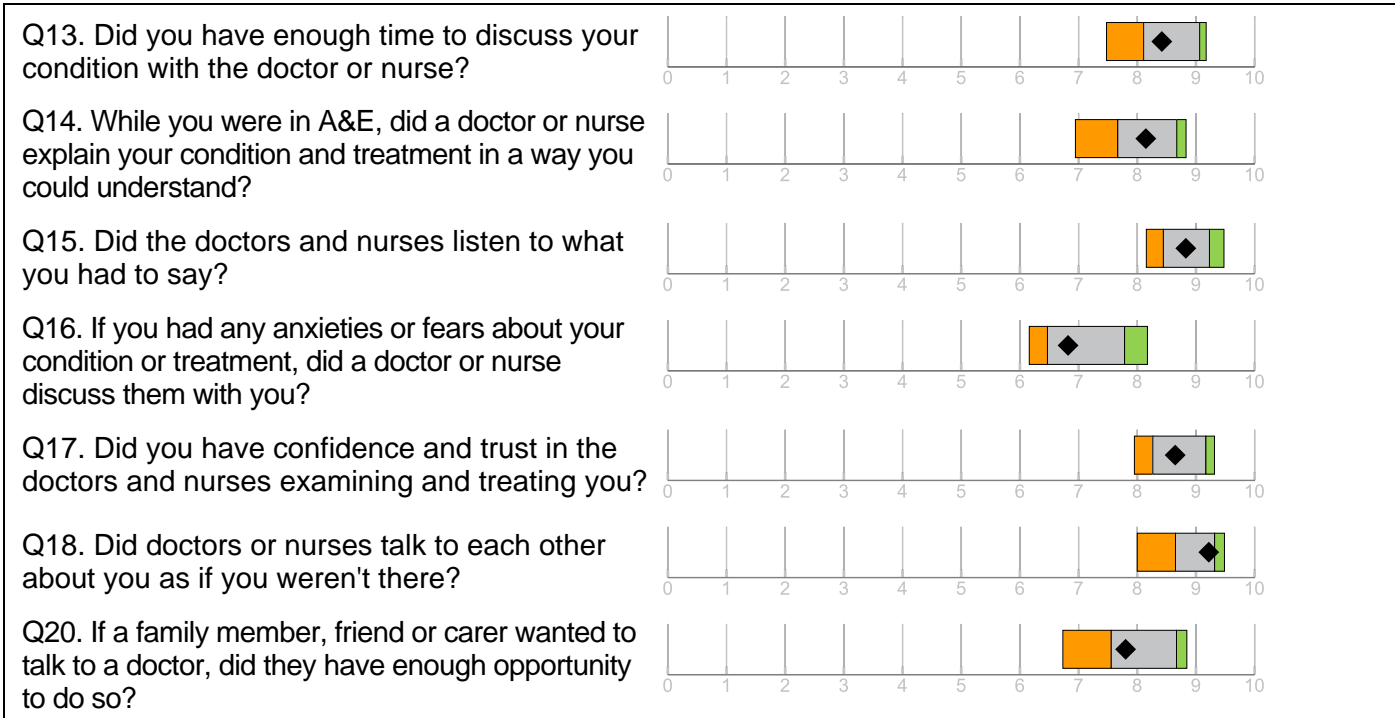 Q13. Did you have enough time to discuss your
condition with the doctor or nurse?
0 1 2 3 4 5 6 7 8 9 10
Q14. While you were in A&E, did a doctor or nurse
explain your condition and treatment in a way you
could understand?
0 1 2 3 4 5 6 7 8 9 10
Q15. Did the doctors and nurses listen to what
you had to say?
0 1 2 3 4 5 6 7 8 9 10
Q16. If you had any anxieties or fears about your
condition or treatment, did a doctor or nurse
discuss them with you?
0 1 2 3 4 5 6 7 8 9 10
Q17. Did you have confidence and trust in the
doctors and nurses examining and treating you?
0 1 2 3 4 5 6 7 8 9 10
Q18. Did doctors or nurses talk to each other
about you as if you weren't there?
0 1 2 3 4 5 6 7 8 9 10
Q20. If a family member, friend or carer wanted to
talk to a doctor, did they have enough opportunity
to do so?
0 1 2 3 4 5 6 7 8 9 10